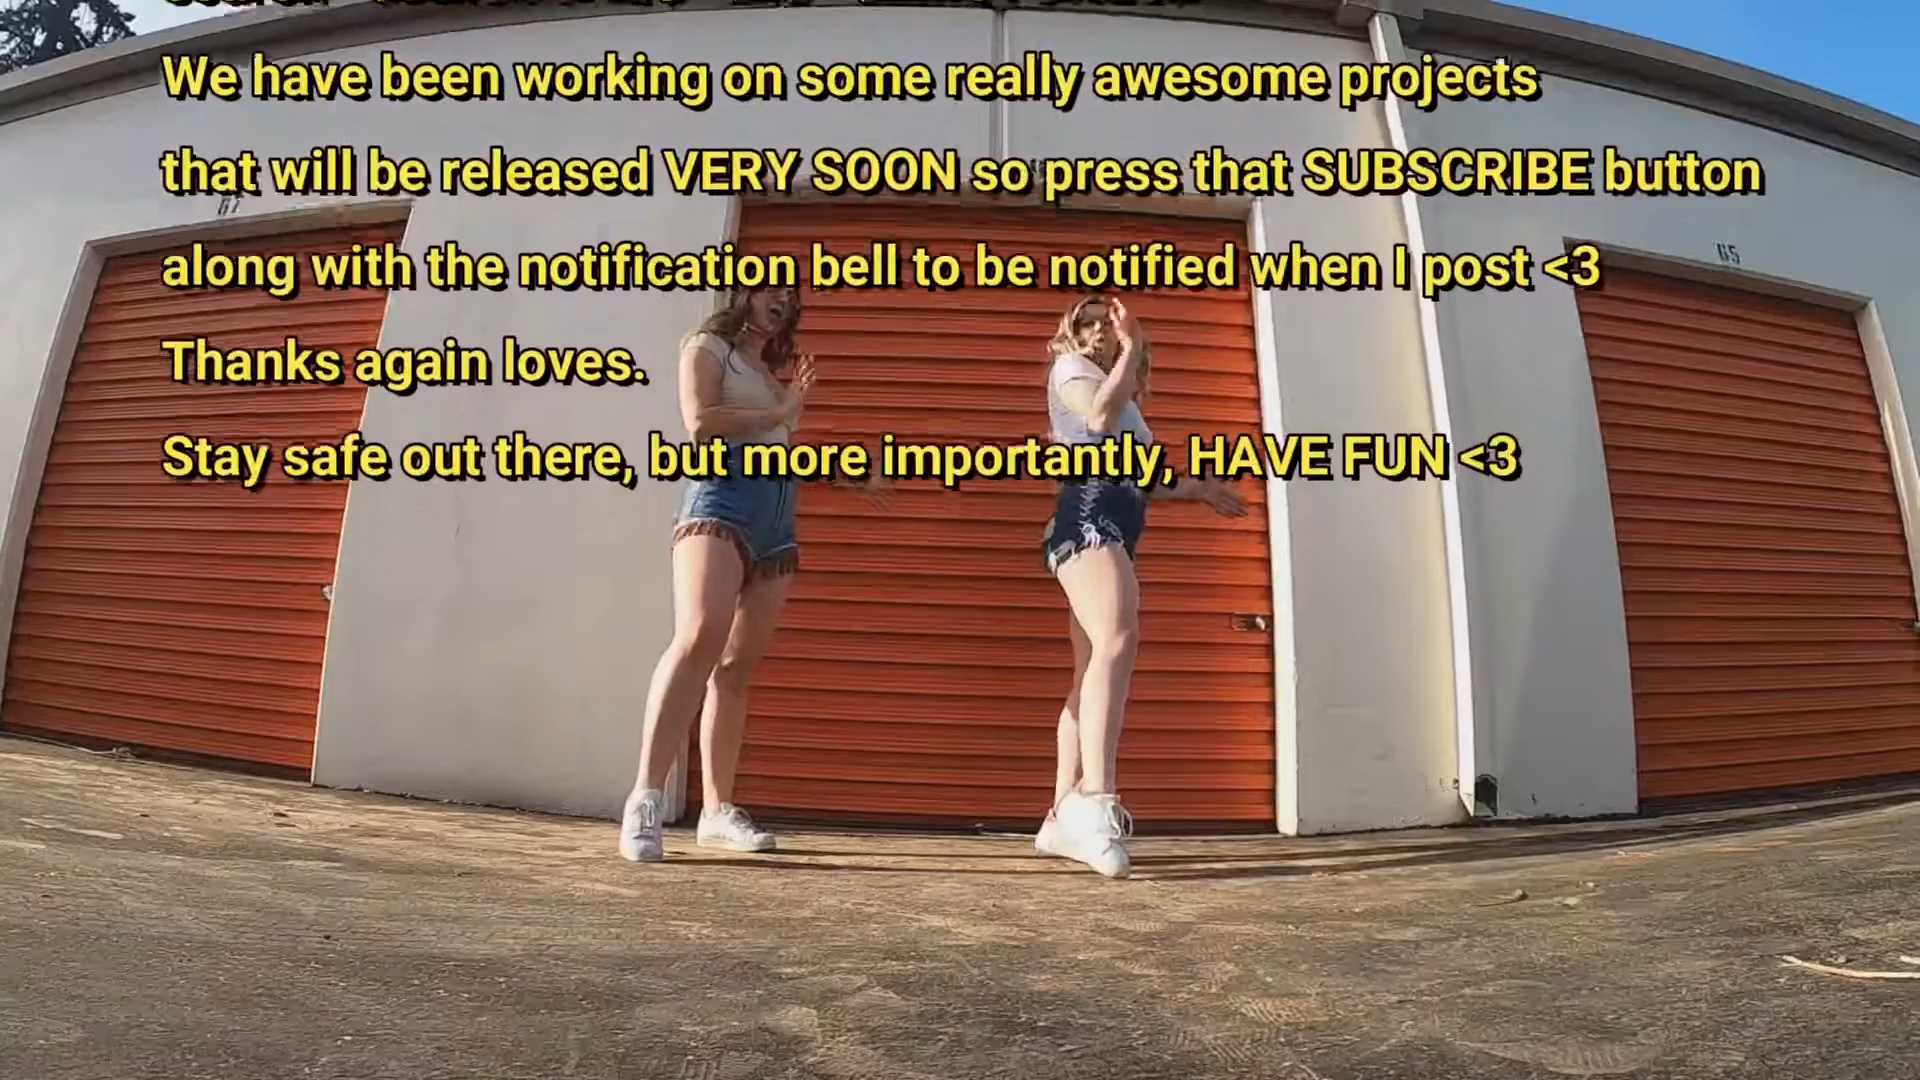 We have been working on some really awesome projects
that will be released VERY SOON so press that SUBSCRIBE button
along with the notification bell to be notified when I post <3
Thanks again loves.
Stay safe out there, but more importantly, HAVE FUN <3
67
65